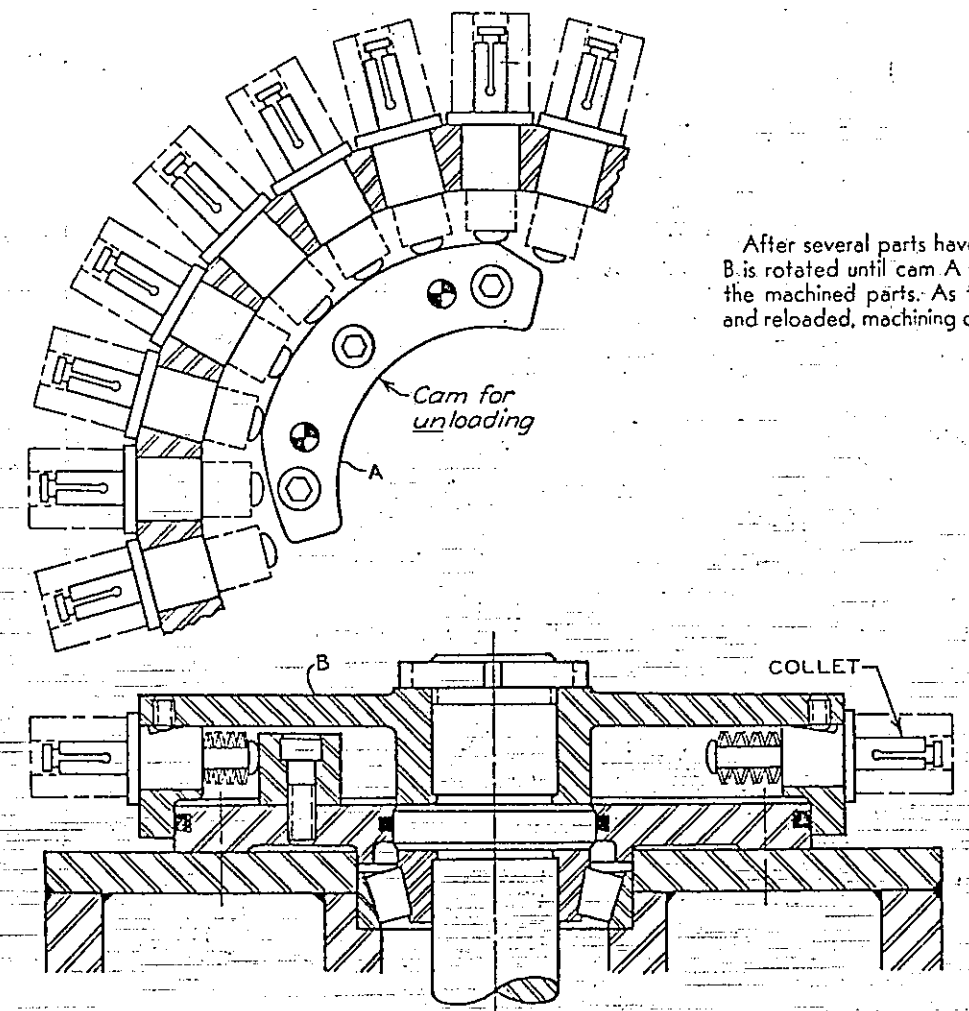 After several parts have
B is rotated until cam A
the machined parts. As
and reloaded, machining
Cam for
unloading
A
B
COLLET